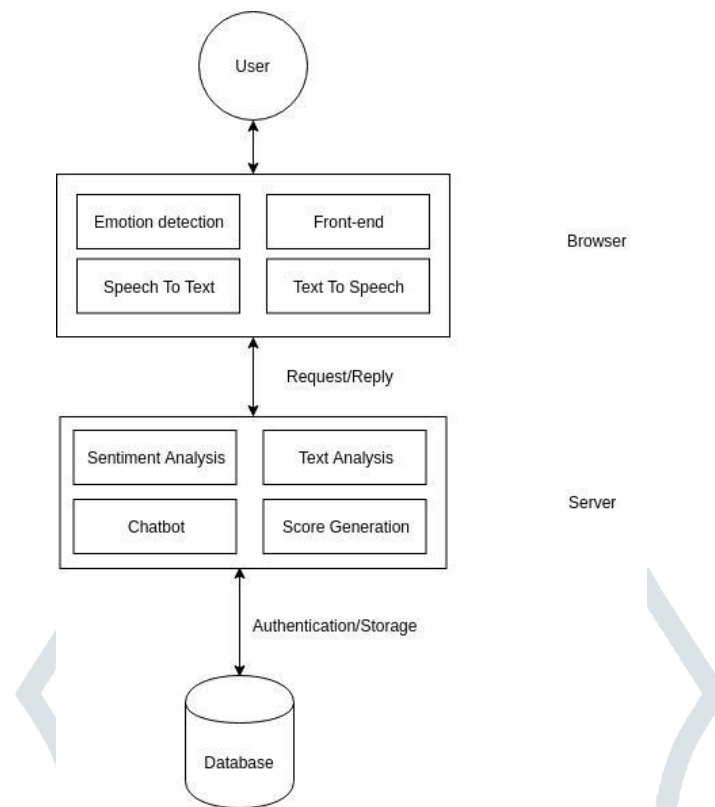 User
Emotion detection
Front-end
Speech To Text
Text To Speech
Browser
Request/Reply
Sentiment Analysis
Text Analysis
Chatbot
Score Generation
Server
Authentication/Storage
Database